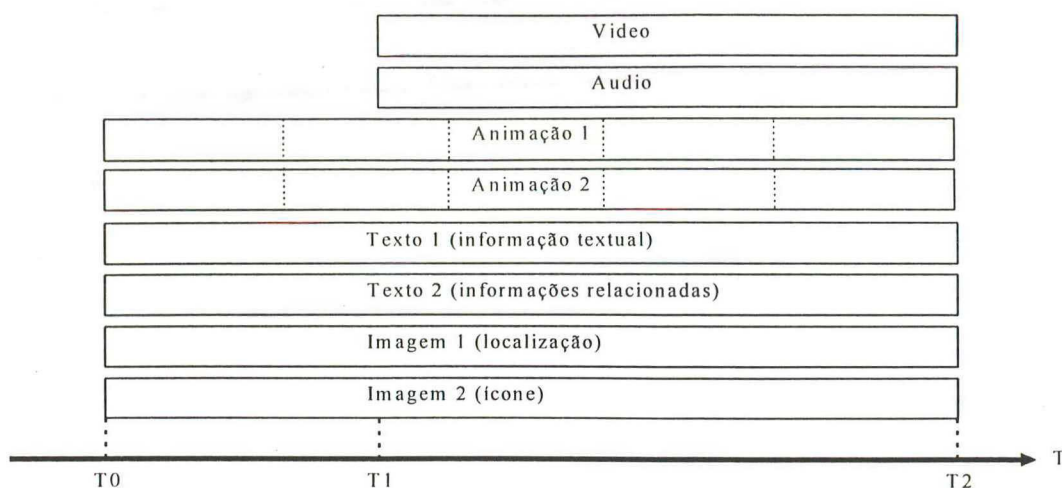 Video
Audio
Animação 1
Animação 2
Texto 1 (informação textual)
Texto 2 (informações relacionadas)
Imagem 1 (localização)
Imagem 2 (ícone)
T
T0 T1 T2